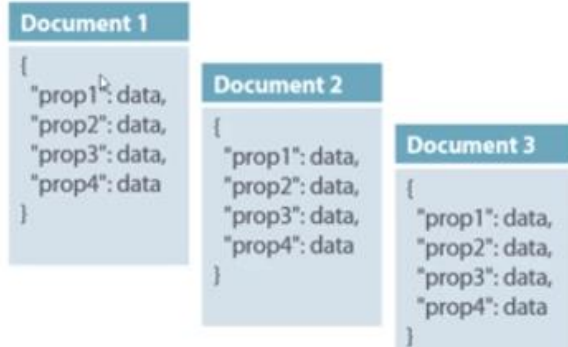 Document 1
{
"prop1": data,
"prop2": data,
"prop3": data,
"prop4": data
}
Document 2
{
"prop1": data,
"prop2": data,
"prop3": data,
"prop4": data
}
Document 3
{
"prop1": data,
"prop2": data,
"prop3": data,
"prop4": data
}